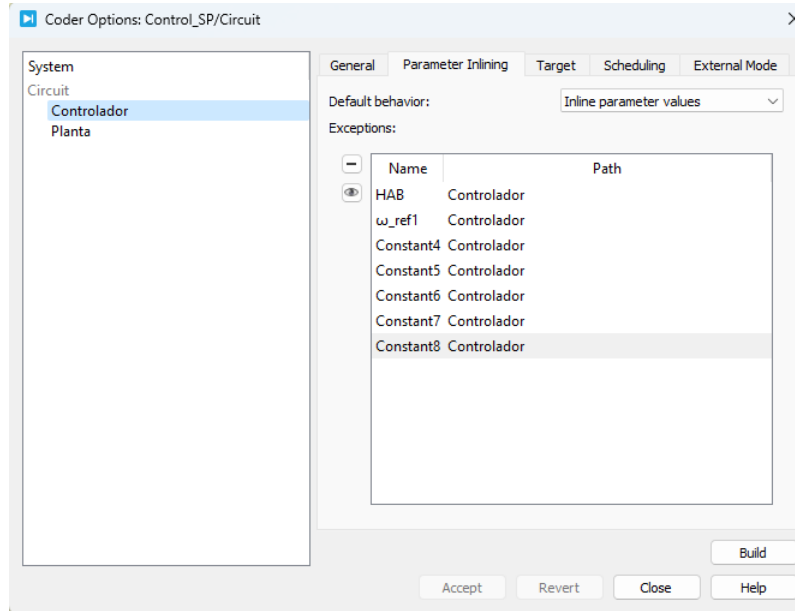 Coder Options: Control_SP/Circuit
System
Circuit
Controlador
Planta
General Parameter Inlining Target Scheduling External Mode
Default behavior: Inline parameter values
Exceptions:
Name Path
HAB Controlador
ω_ref1 Controlador
Constant4 Controlador
Constant5 Controlador
Constant6 Controlador
Constant7 Controlador
Constant8 Controlador
Build
Accept Revert Close Help